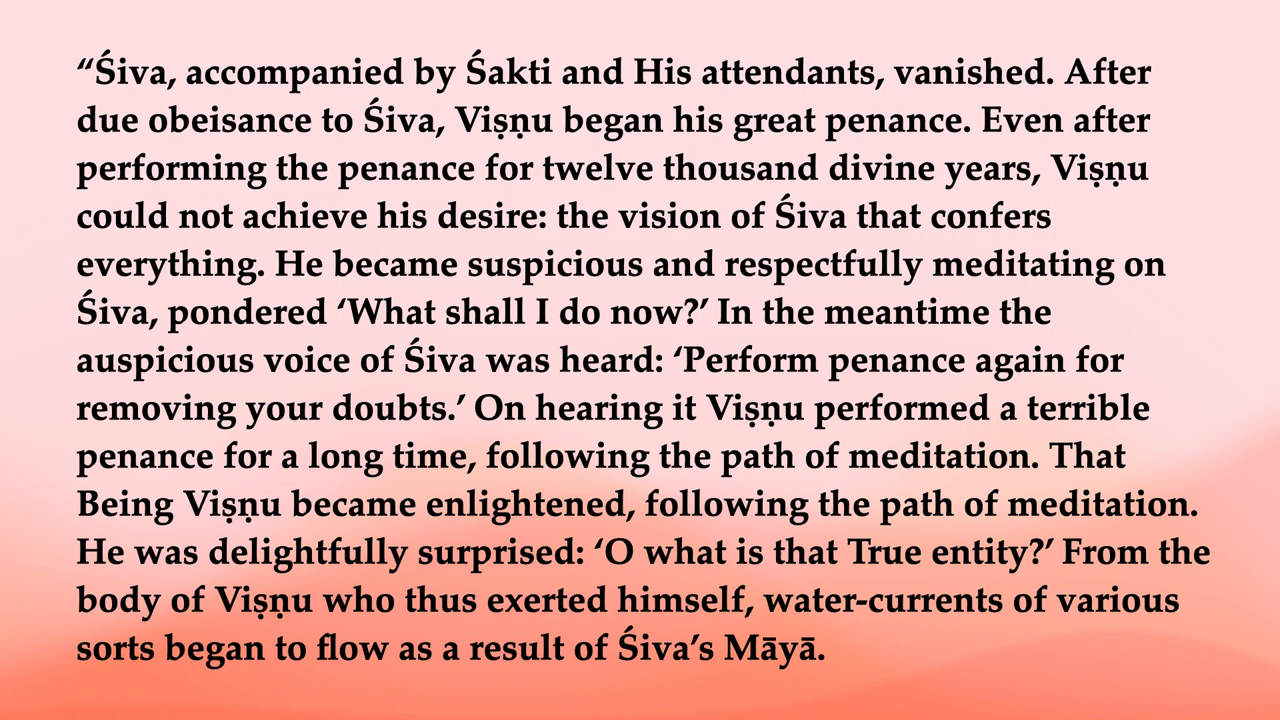 “Śiva, accompanied by Śakti and His attendants, vanished. After
due obeisance to Śiva, Viṣṇu began his great penance. Even after
performing the penance for twelve thousand divine years, Viṣṇu
could not achieve his desire: the vision of Śiva that confers
everything. He became suspicious and respectfully meditating on
Śiva, pondered ‘What shall I do now?’ In the meantime the
auspicious voice of Śiva was heard: ‘Perform penance again for
removing your doubts.’ On hearing it Viṣṇu performed a terrible
penance for a long time, following the path of meditation. That
Being Viṣṇu became enlightened, following the path of meditation.
He was delightfully surprised: ‘O what is that True entity?’ From the
body of Viṣṇu who thus exerted himself, water-currents of various
sorts began to flow as a result of Śiva’s Māyā.